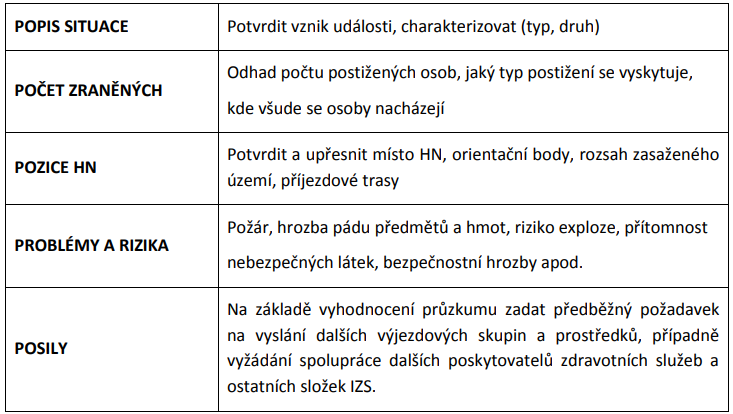 POPIS SITUACE
Potvrdit vznik události, charakterizovat (typ, druh)
POČET ZRANĚNÝCH
Odhad počtu postižených osob, jaký typ postižení se vyskytuje,
kde všude se osoby nacházejí
POZICE HN
Potvrdit a upřesnit místo HN, orientační body, rozsah zasaženého
území, příjezdové trasy
PROBLÉMY A RIZIKA
Požár, hrozba pádu předmětů a hmot, riziko exploze, přítomnost
nebezpečných látek, bezpečnostní hrozby apod.
POSILY
Na základě vyhodnocení průzkumu zadat předběžný požadavek
na vyslání dalších výjezdových skupin a prostředků, případně
vyžádání spolupráce dalších poskytovatelů zdravotních služeb a
ostatních složek IZS.